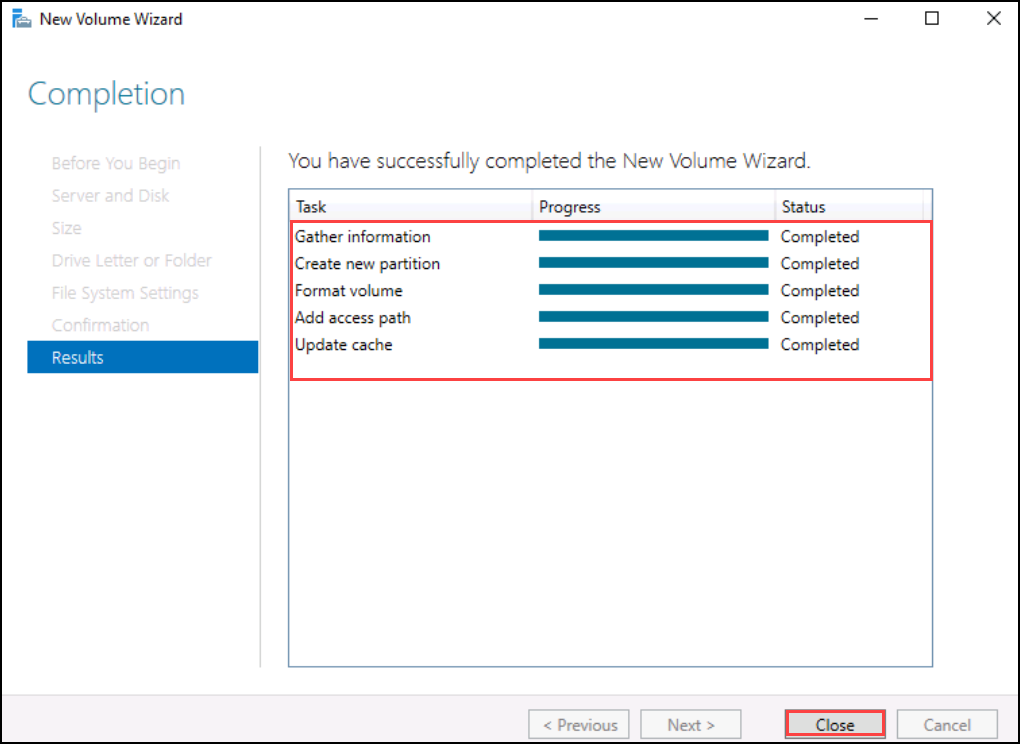 New Volume Wizard
Completion
Before You Begin
Server and Disk
Size
Drive Letter or Folder
File System Settings
Confirmation
Results
You have successfully completed the New Volume Wizard.
Task Progress Status
Gather information Completed
Create new partition Completed
Format volume Completed
Add access path Completed
Update cache Completed
< Previous Next > Close Cancel